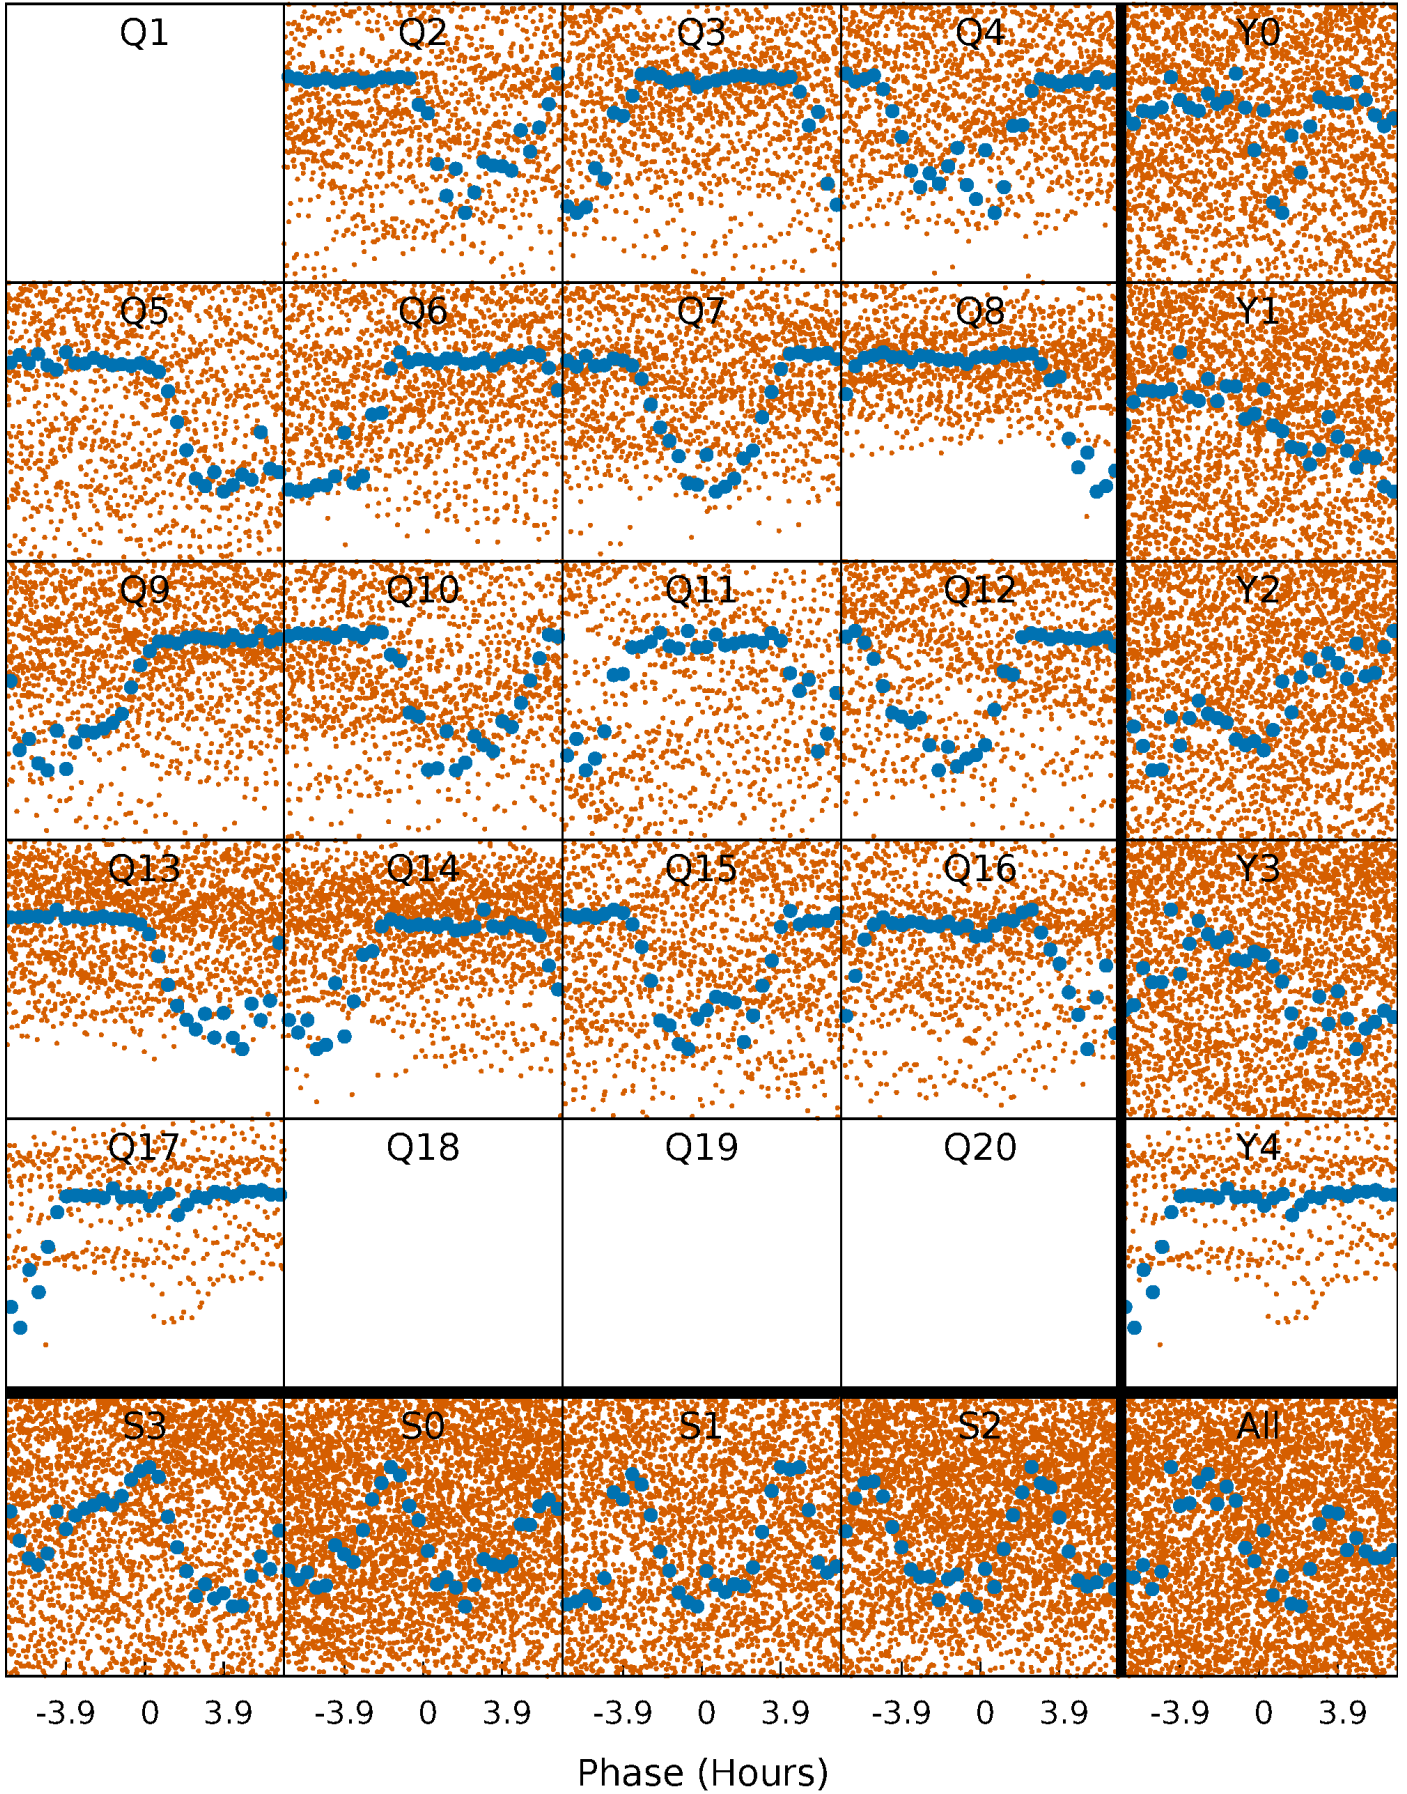 Q1 Q2 Q3 Q4 Y0
Q5 Q6 Q7 Q8 Y1
Q9 Q10 Q11 Q12 Y2
Q13 Q14 Q15 Q16 Y3
Q17 Q18 Q19 Q20 Y4
S3 S0 S1 S2 All
-3.9 0 3.9 -3.9 0 3.9 -3.9 0 3.9 -3.9 0 3.9 -3.9 0 3.9
Phase (Hours)